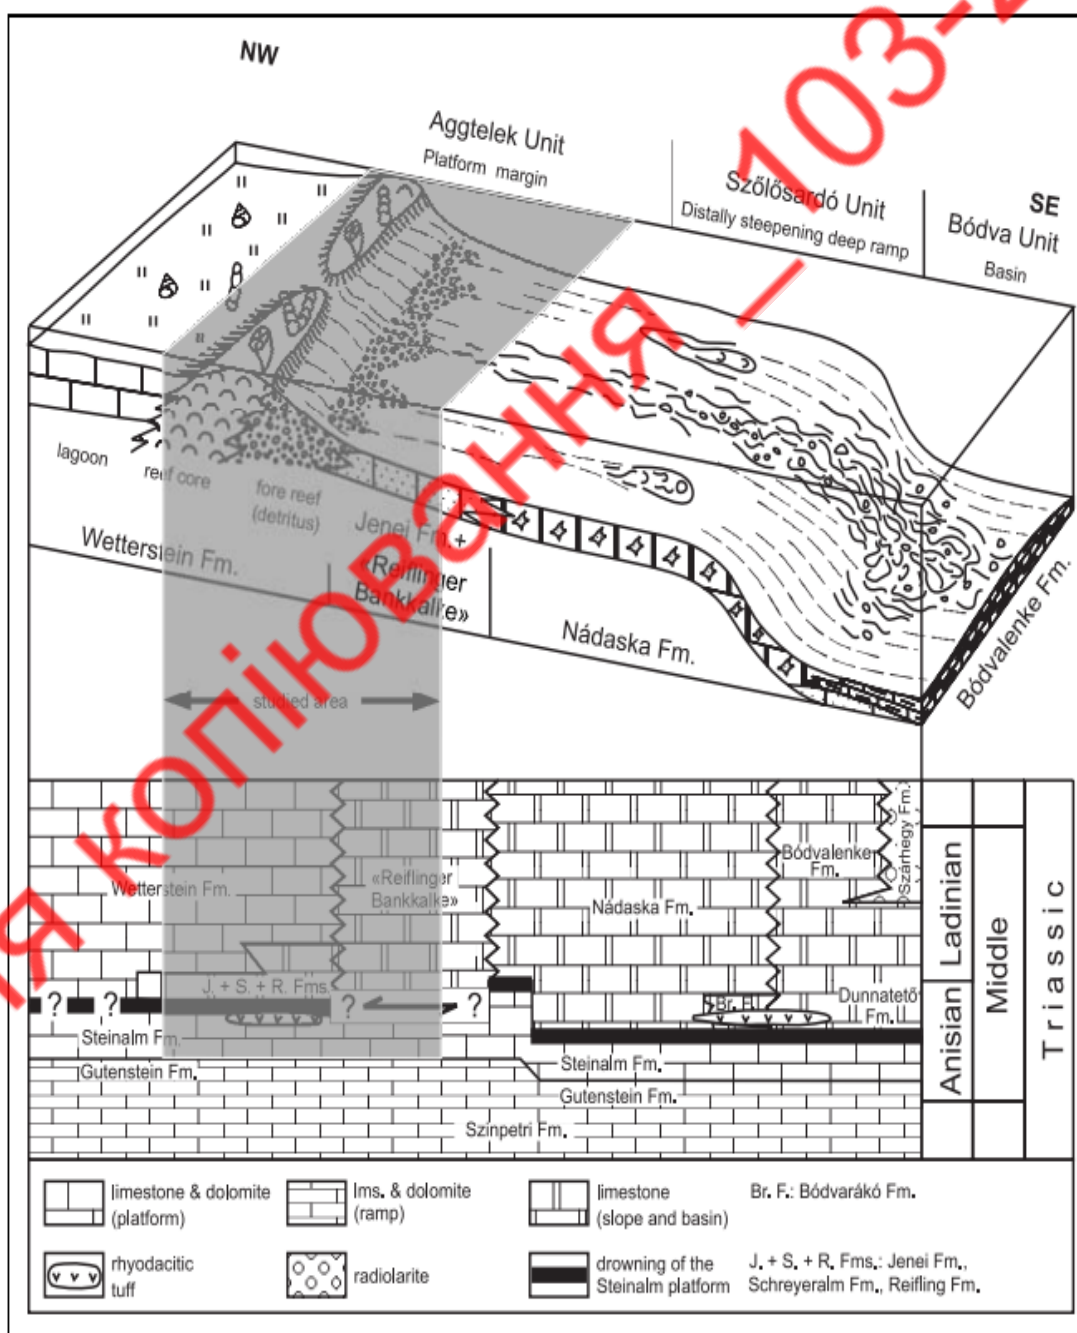 NW
Aggtelek Unit
Platform margin
Szőlősardó Unit
Distally steepening deep ramp
SE
Bódva Unit
Basin
lagoon
reef core
fore reef
(detritus)
Jenei Fm.+
Wetterstein Fm.
«Reiflinger
Bankkalke»
Nádaska Fm.
Bódvalenke Fm.
studied area
Wetterstein Fm.
«Reiflinger
Bankkalke»
Nádaska Fm.
Bódvalenke
Fm.
Szárhegy Fm.
J. + S. + R. Fms.
? ? ? ?
Br. F.
Dunnatető
Fm.
Steinalm Fm.
Steinalm Fm.
Gutenstein Fm.
Gutenstein Fm.
Szinpetri Fm.
Ladinian
Anisian
Middle
Triassic
limestone & dolomite
(platform)
lms. & dolomite
(ramp)
limestone
(slope and basin)
Br. F.: Bódvarákó Fm.
rhyodacitic
tuff
radiolarite
drowning of the
Steinalm platform
J. + S. + R. Fms.: Jenei Fm.,
Schreyeralm Fm., Reifling Fm.
я копіювання – 103-